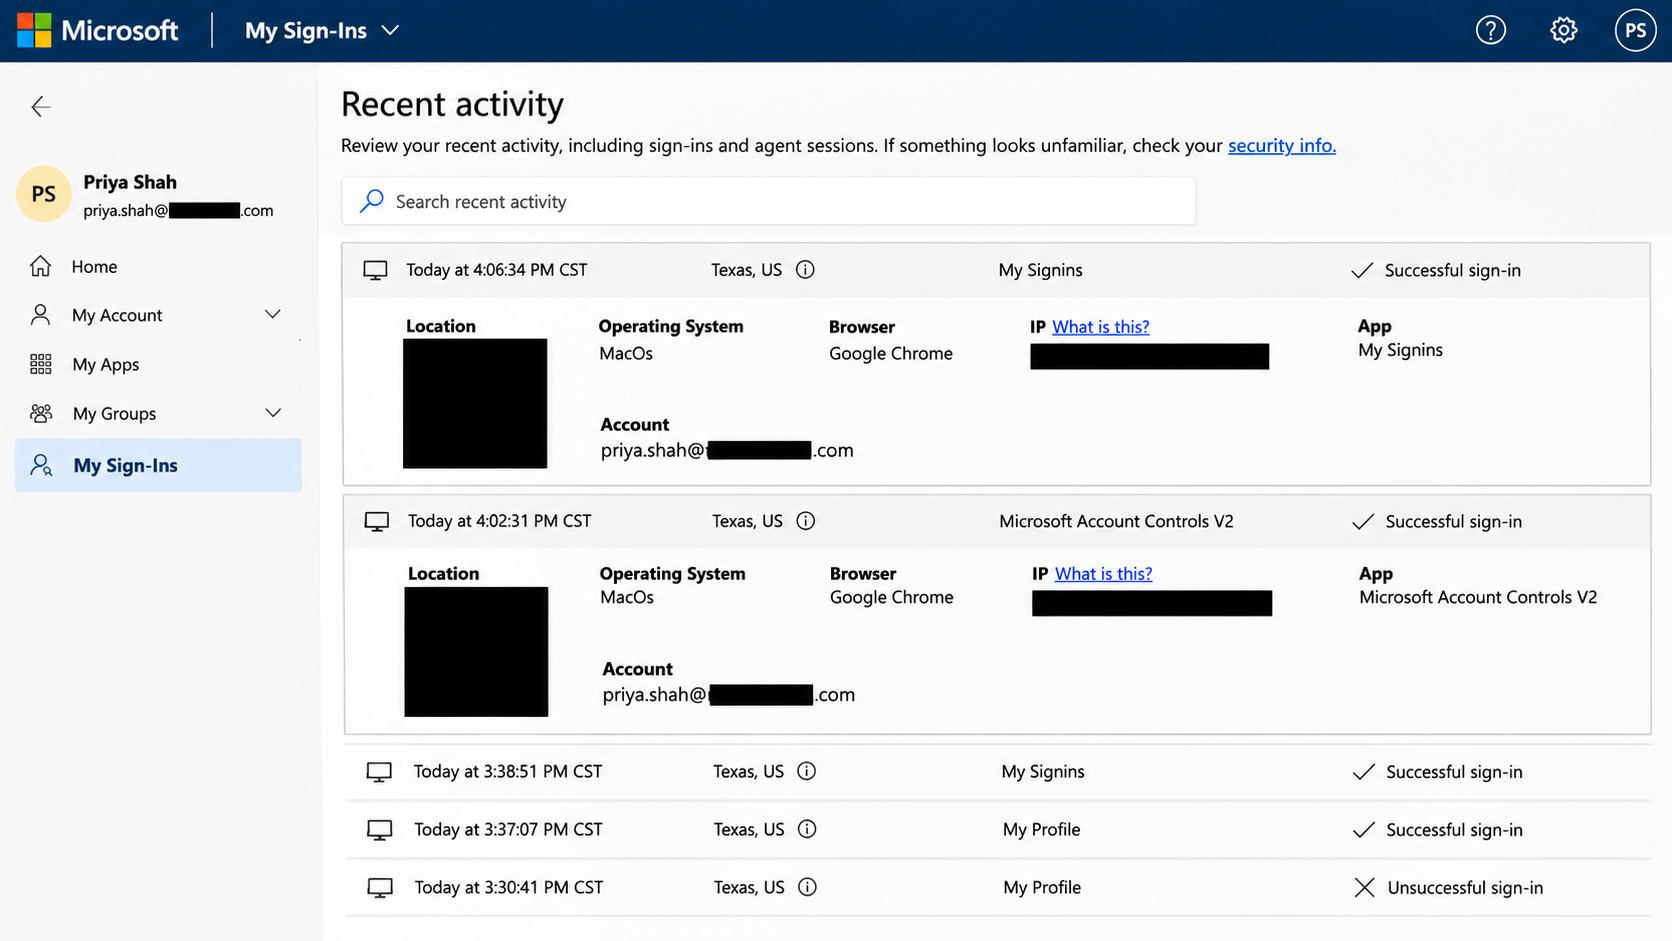 Microsoft My Sign-Ins ? PS
PS
Priya Shah
priya.shah@ .com
Home
My Account
My Apps
My Groups
My Sign-Ins
Recent activity
Review your recent activity, including sign-ins and agent sessions. If something looks unfamiliar, check your security info.
Search recent activity
Today at 4:06:34 PM CST Texas, US My Signins Successful sign-in
Location Operating System Browser IP What is this? App
MacOs Google Chrome My Signins
Account
priya.shah@ .com
Today at 4:02:31 PM CST Texas, US Microsoft Account Controls V2 Successful sign-in
Location Operating System Browser IP What is this? App
MacOs Google Chrome Microsoft Account Controls V2
Account
priya.shah@ .com
Today at 3:38:51 PM CST Texas, US My Signins Successful sign-in
Today at 3:37:07 PM CST Texas, US My Profile Successful sign-in
Today at 3:30:41 PM CST Texas, US My Profile Unsuccessful sign-in